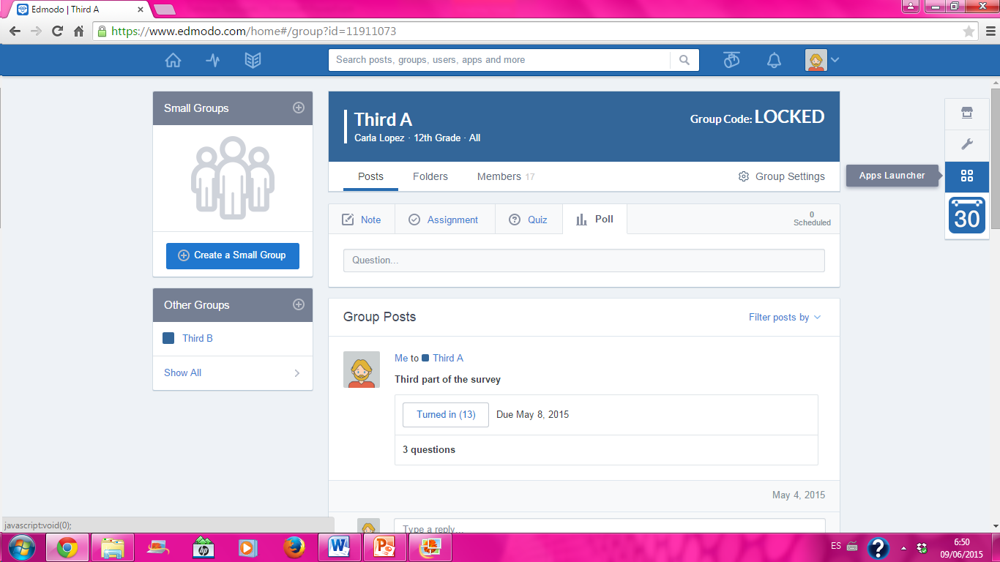 Edmodo | Third A
https://www.edmodo.com/home#/group?id=11911073
Search posts, groups, users, apps and more
Small Groups
Create a Small Group
Other Groups
Third B
Show All
Third A
Carla Lopez · 12th Grade · All
Group Code: LOCKED
Posts Folders Members 17 Group Settings
Apps Launcher
30
Note Assignment Quiz Poll
0
Scheduled
Question...
Group Posts
Filter posts by
Me to Third A
Third part of the survey
Turned in (13) Due May 8, 2015
3 questions
May 4, 2015
Type a reply...
javascript:void(0);
hp
W
P
ES
?
6:50
09/06/2015